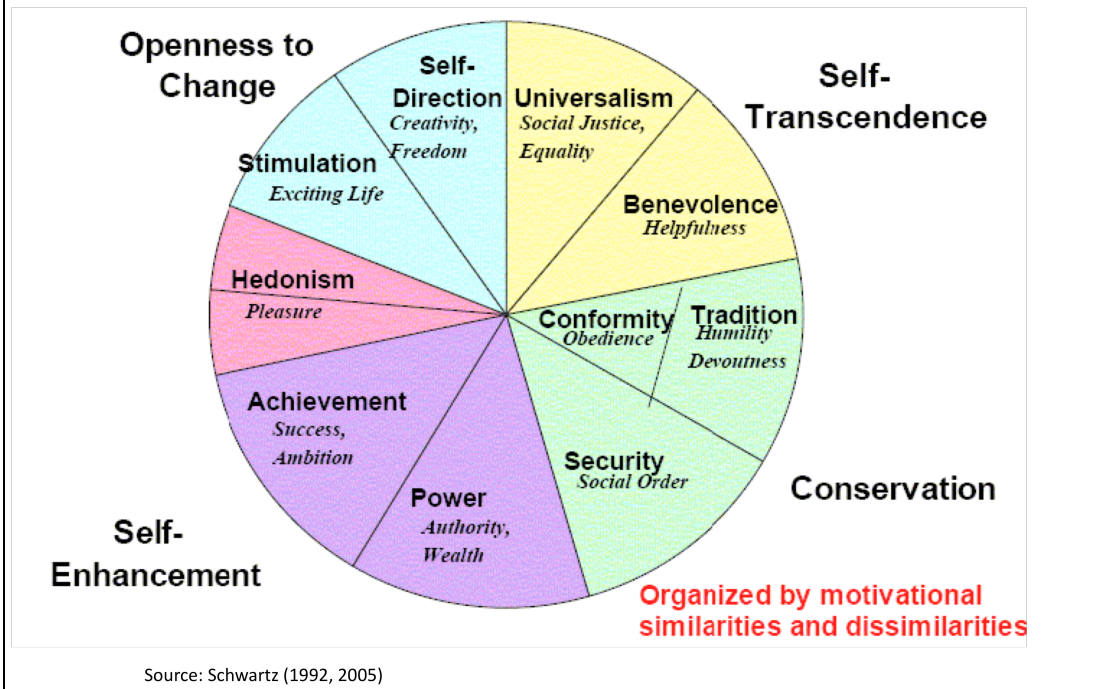 Openness to
Change
Self-
Direction
Creativity,
Freedom
Universalism
Social Justice,
Equality
Self-
Transcendence
Stimulation
Exciting Life
Benevolence
Helpfulness
Hedonism
Pleasure
Conformity
Obedience
Tradition
Humility
Devoutness
Achievement
Success,
Ambition
Security
Social Order
Power
Authority,
Wealth
Conservation
Self-
Enhancement
Organized by motivational
similarities and dissimilarities
Source: Schwartz (1992, 2005)